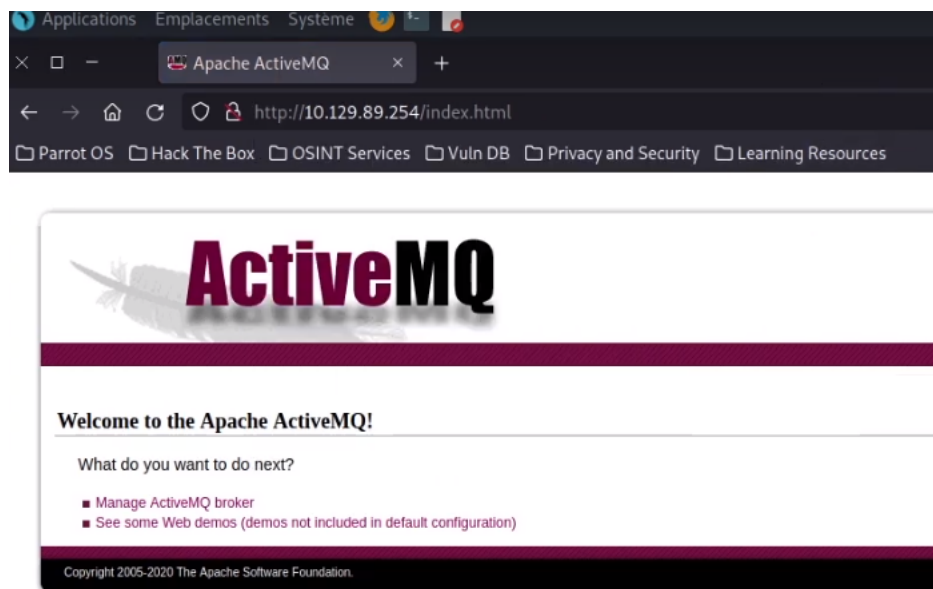 Applications Emplacements Système
Apache ActiveMQ
http://10.129.89.254/index.html
Parrot OS Hack The Box OSINT Services Vuln DB Privacy and Security Learning Resources
ActiveMQ
Welcome to the Apache ActiveMQ!
What do you want to do next?
Manage ActiveMQ broker
See some Web demos (demos not included in default configuration)
Copyright 2005-2020 The Apache Software Foundation.